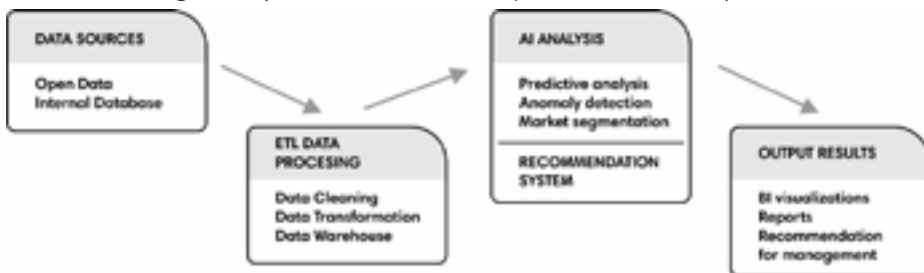 DATA SOURCES
Open Data
Internal Database
ETL DATA
PROCESING
Data Cleaning
Data Transformation
Data Warehouse
AI ANALYSIS
Predictive analysis
Anomaly detection
Market segmentation
RECOMMENDATION
SYSTEM
OUTPUT RESULTS
BI visualizations
Reports
Recommendation
for management